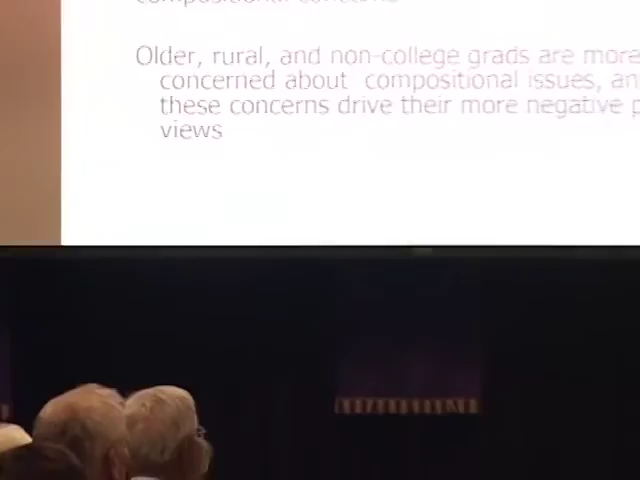 Older, rural, and non-college grads are more
concerned about compositional issues, an
these concerns drive their more negative p
views